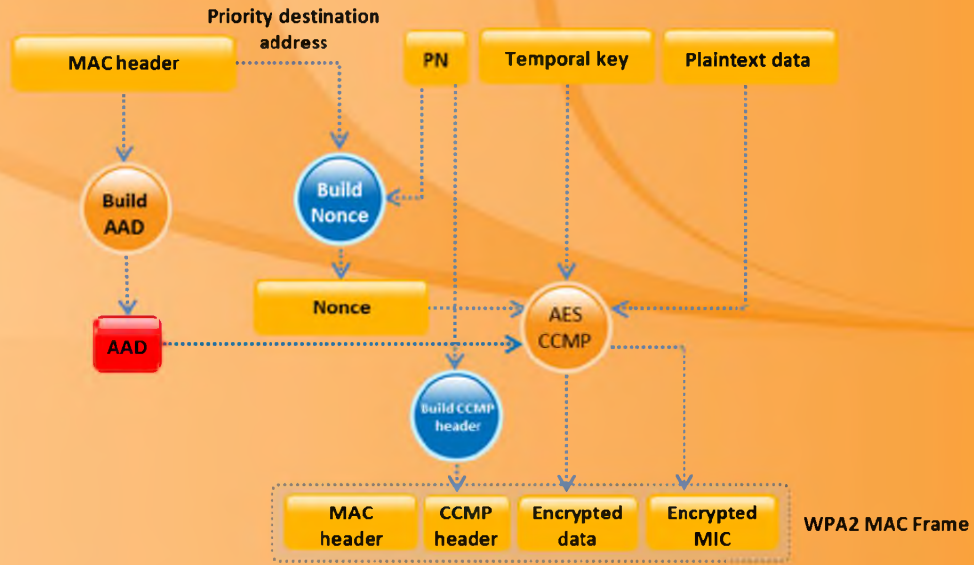 Priority destination
address
MAC header
PN
Temporal key
Plaintext data
Build
AAD
Build
Nonce
Nonce
AES
CCMP
AAD
Build CCMP
header
MAC
header
CCMP
header
Encrypted
data
Encrypted
MIC
WPA2 MAC Frame